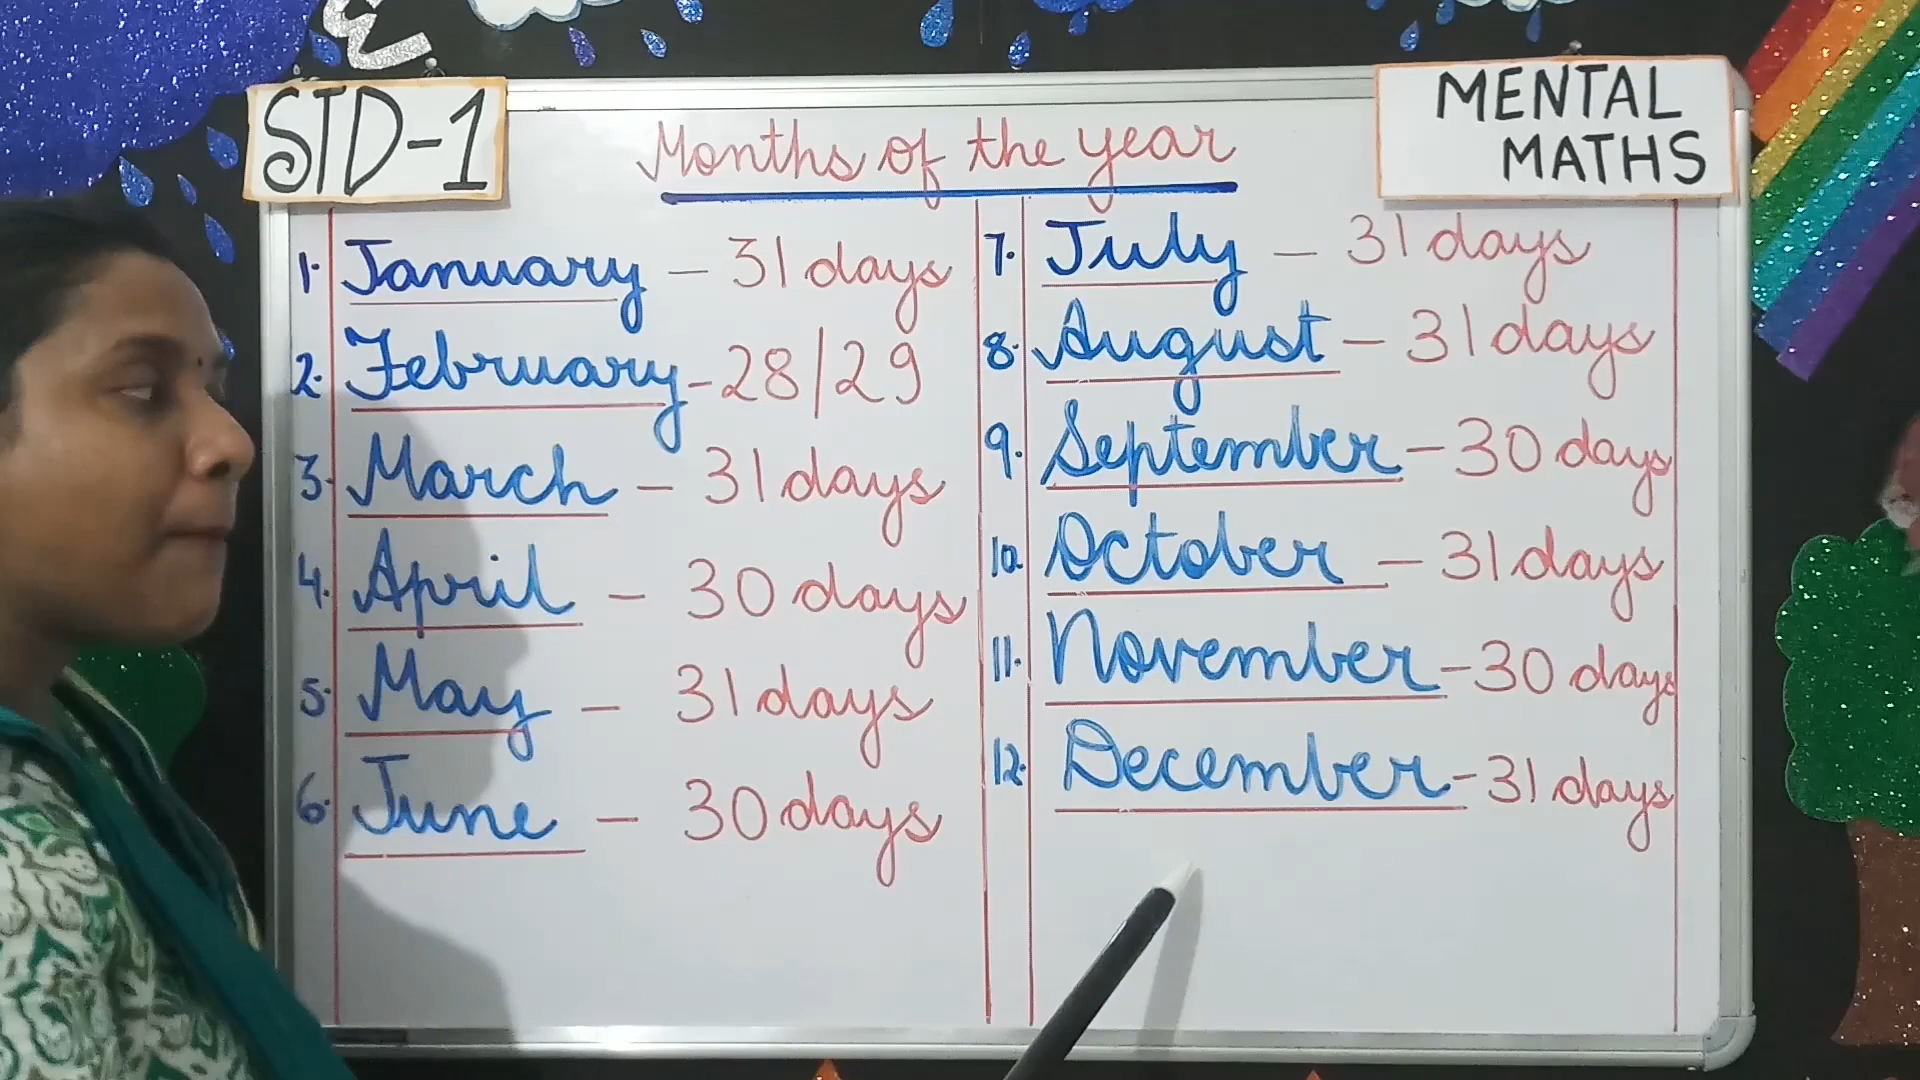 STD-1
MENTAL
MATHS
Months of the year
1. January - 31 days
2. February - 28/29
3. March - 31 days
4. April - 30 days
5. May - 31 days
6. June - 30 days
7. July - 31 days
8. August - 31 days
9. September - 30 days
10. October - 31 days
11. November - 30 days
12. December - 31 days